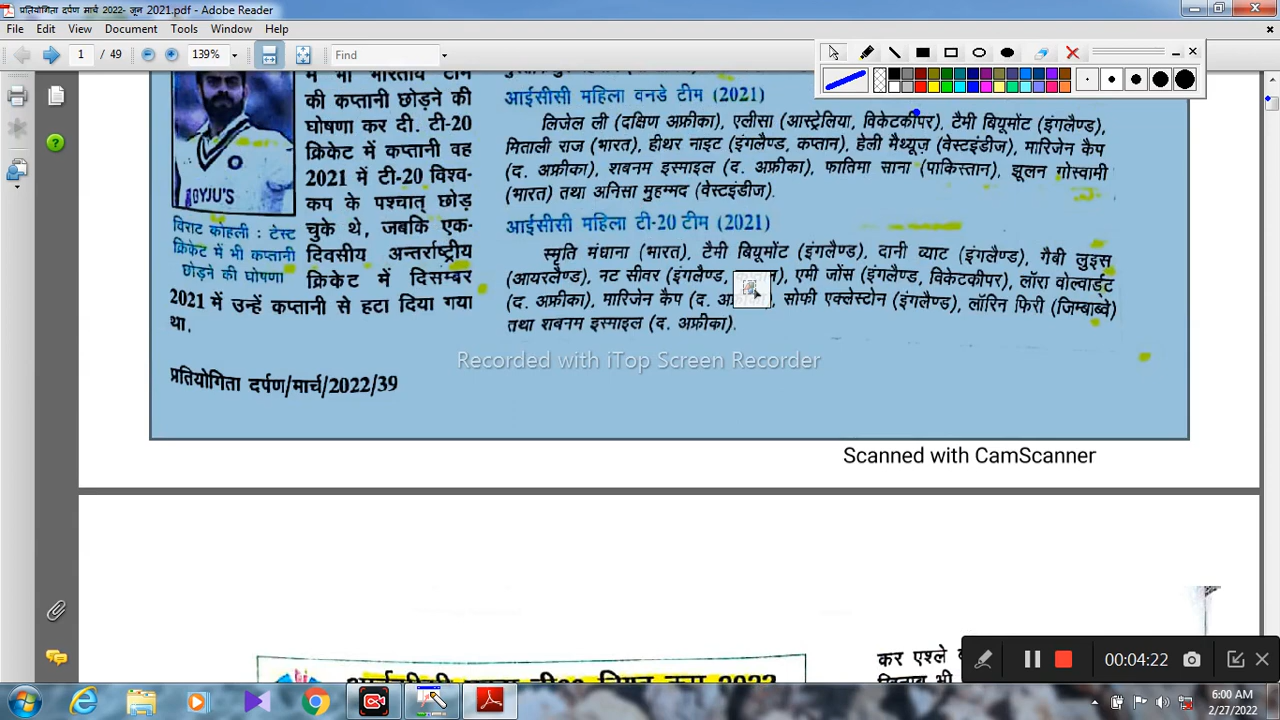 प्रतियोगिता दर्पण मार्च 2022- जून 2021.pdf - Adobe Reader
File Edit View Document Tools Window Help
1 / 49 139% Find
में भी भारतीय टीम
की कप्तानी छोड़ने की
घोषणा कर दी. टी-20
क्रिकेट में कप्तानी वह
2021 में टी-20 विश्व-
कप के पश्चात् छोड़
चुके थे, जबकि एक-
दिवसीय अन्तर्राष्ट्रीय
क्रिकेट में दिसम्बर
2021 में उन्हें कप्तानी से हटा दिया गया
था.
BYJU'S
विराट कोहली : टेस्ट
क्रिकेट में भी कप्तानी
छोड़ने की घोषणा
प्रतियोगिता दर्पण/मार्च/2022/39
आईसीसी महिला वनडे टीम (2021)
लिजेल ली (दक्षिण अफ्रीका), एलीसा (आस्ट्रेलिया, विकेटकीपर), टैमी बियूमोंट (इंगलैण्ड),
मिताली राज (भारत), हीथर नाइट (इंगलैण्ड, कप्तान), हेली मैथ्यूज़ (वेस्टइंडीज), मारिजेन कैप
(द. अफ्रीका), शबनम इस्माइल (द. अफ्रीका), फातिमा साना (पाकिस्तान), झूलन गोस्वामी
(भारत) तथा अनिसा मुहम्मद (वेस्टइंडीज).
आईसीसी महिला टी-20 टीम (2021)
स्मृति मंधाना (भारत), टैमी बियूमोंट (इंगलैण्ड), दानी व्याट (इंगलैण्ड), गैबी लुइस
(आयरलैण्ड), नट सीवर (इंगलैण्ड, एमी जोंस (इंगलैण्ड, विकेटकीपर), लॉरा वोल्वार्ड्ट
(द. अफ्रीका), मारिजेन कैप (द. सोफी एक्लेस्टोन (इंगलैण्ड), लॉरिन फिरी (जिम्बाब्वे)
तथा शबनम इस्माइल (द. अफ्रीका).
Recorded with iTop Screen Recorder
Scanned with CamScanner
कर एश्ले
00:04:22
6:00 AM
2/27/2022